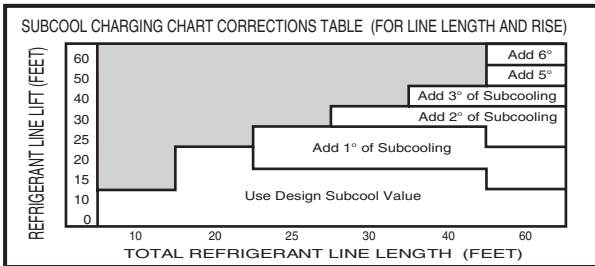 SUBCOOL CHARGING CHART CORRECTIONS TABLE (FOR LINE LENGTH AND RISE)
REFRIGERANT LINE LIFT (FEET)
60
50
40
30
25
20
15
10
0
Add 6°
Add 5°
Add 3° of Subcooling
Add 2° of Subcooling
Add 1° of Subcooling
Use Design Subcool Value
10 20 25 30 40 60
TOTAL REFRIGERANT LINE LENGTH (FEET)